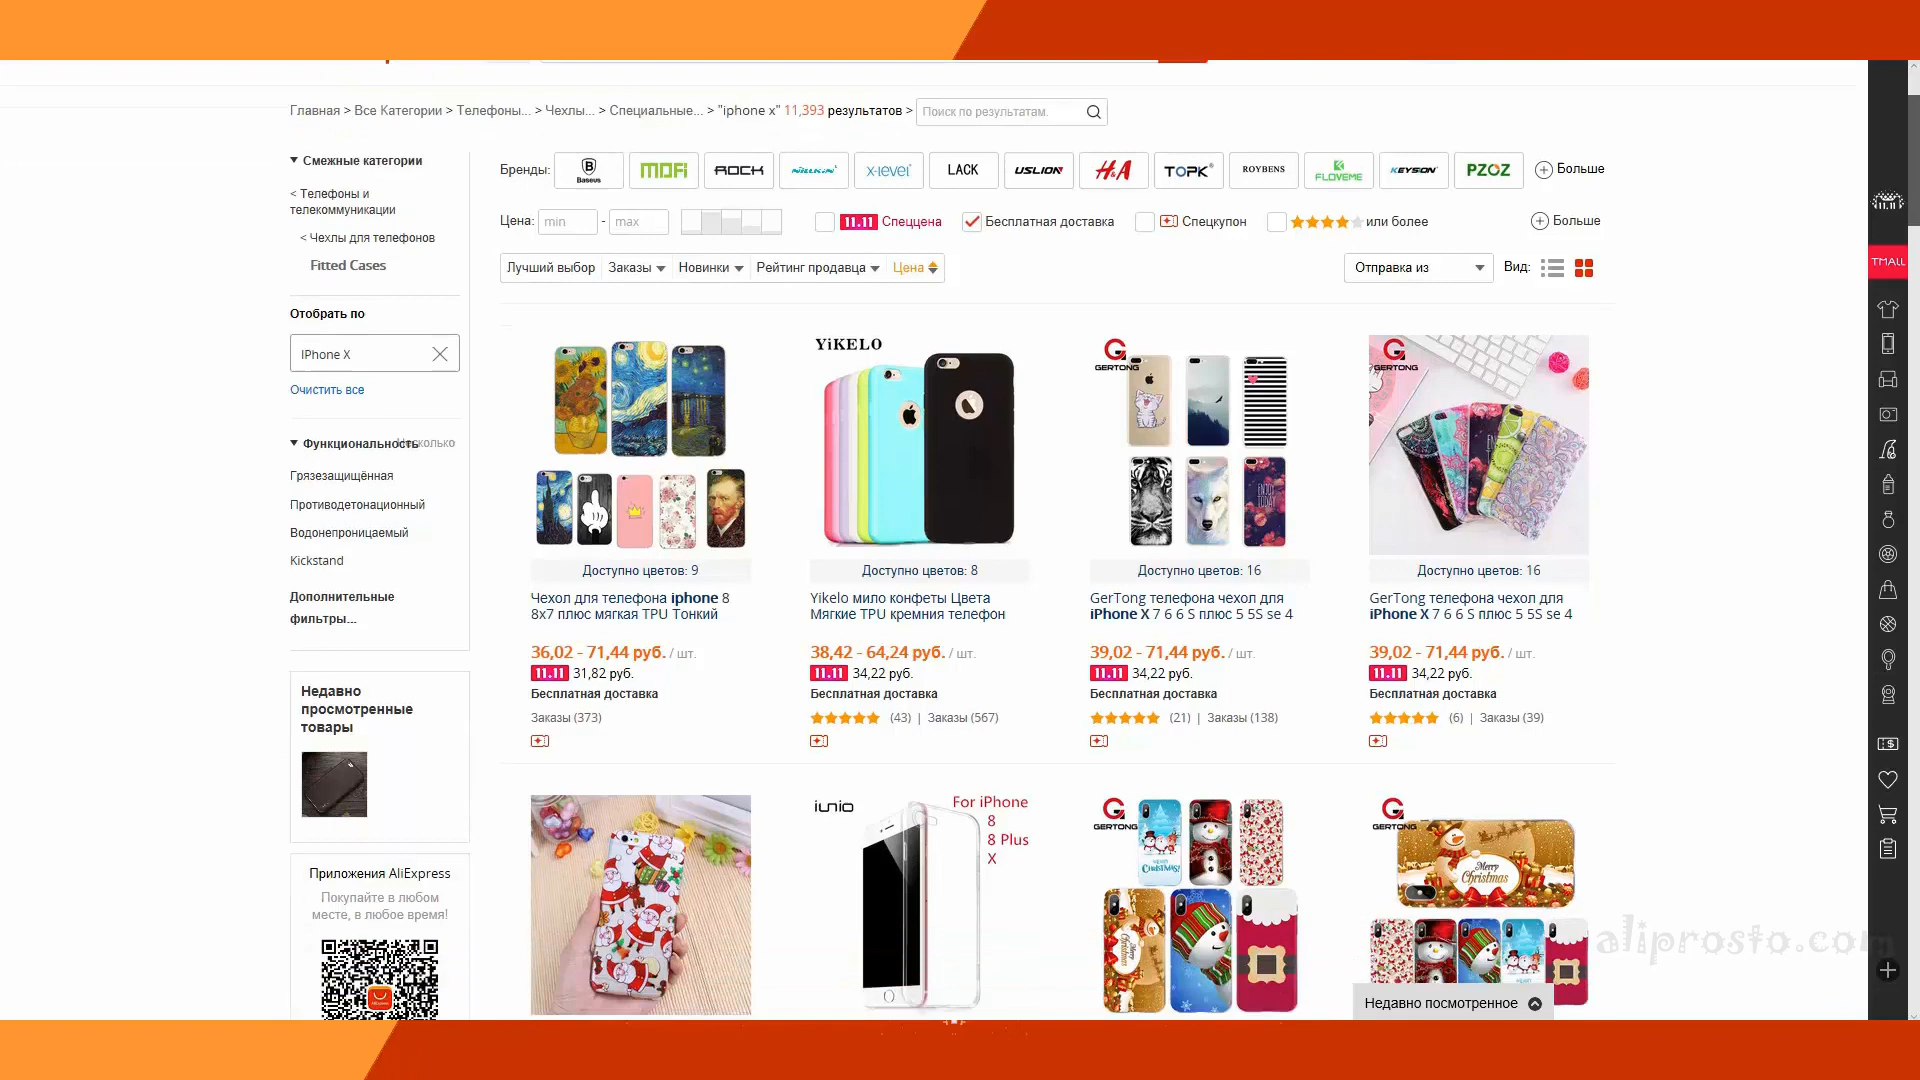 Главная > Все Категории > Телефоны... > Чехлы... > Специальные... > "iphone x" 11,393 результатов >
Поиск по результатам.
Смежные категории
< Телефоны и
телекоммуникации
< Чехлы для телефонов
Fitted Cases
Отобрать по
IPhone X
Очистить все
Функциональность
Грязезащищённая
Противодетонационный
Водонепроницаемый
Kickstand
Дополнительные
фильтры...
Недавно
просмотренные
товары
Приложения AliExpress
Покупайте в любом
месте, в любое время!
Бренды: Baseus MOFi ROCK NILLKIN X-Level LACK USLION H&A TOPK ROYBENS FLOVEME KEYSION PZOZ Больше
Цена: min - max 11.11 Спеццена Бесплатная доставка Спецкупон или более Больше
Лучший выбор Заказы Новинки Рейтинг продавца Цена Отправка из Вид:
Доступно цветов: 9
Чехол для телефона iphone 8
8x7 плюс мягкая TPU Тонкий
36,02 - 71,44 руб. / шт.
11.11 31,82 руб.
Бесплатная доставка
Заказы (373)
YiKELO
Доступно цветов: 8
Yikelo мило конфеты Цвета
Мягкие TPU кремния телефон
38,42 - 64,24 руб. / шт.
11.11 34,22 руб.
Бесплатная доставка
(43) | Заказы (567)
GERTONG
ENJOY
TODAY
Доступно цветов: 16
GerTong телефона чехол для
iPhone X 7 6 6 S плюс 5 5S se 4
39,02 - 71,44 руб. / шт.
11.11 34,22 руб.
Бесплатная доставка
(21) | Заказы (138)
GERTONG
Доступно цветов: 16
GerTong телефона чехол для
iPhone X 7 6 6 S плюс 5 5S se 4
39,02 - 71,44 руб. / шт.
11.11 34,22 руб.
Бесплатная доставка
(6) | Заказы (39)
iunio
For iPhone
8
8 Plus
X
GERTONG
CHRISTMAS!
Merry
Christmas
GERTONG
Merry
Christmas
11.11
TMALL
aliprosto.com
Недавно посмотренное